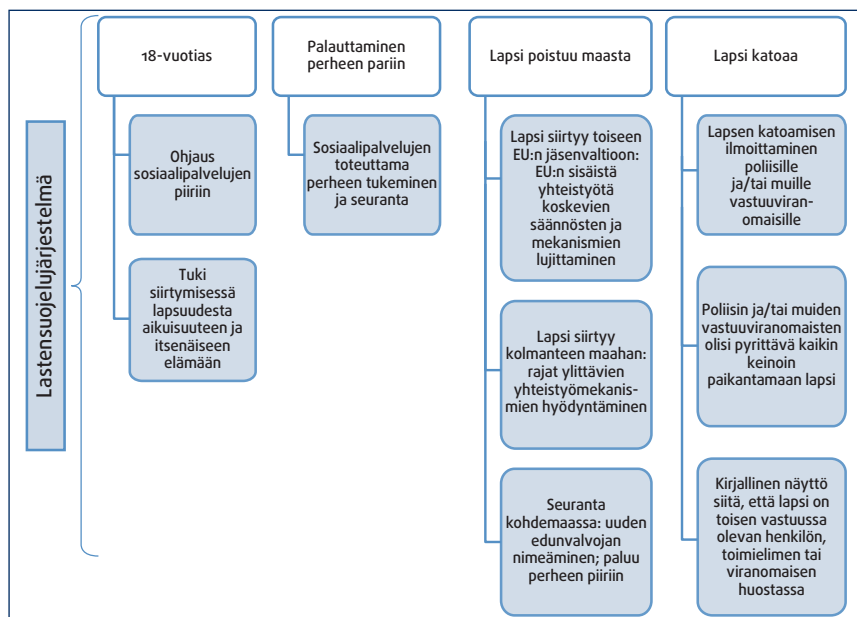 Lastensuojelujärjestelmä
18-vuotias
Ohjaus
sosiaalipalvelujen
piiriin
Tuki
siirtymisessä
lapsuudesta
aikuisuuteen ja
itsenäiseen
elämään
Palauttaminen
perheen pariin
Sosiaalipalvelujen
toteuttama
perheen tukeminen
ja seuranta
Lapsi poistuu maasta
Lapsi siirtyy toiseen
EU:n jäsenvaltioon:
EU:n sisäistä
yhteistyötä
koskevien
säännösten ja
mekanismien
lujittaminen
Lapsi siirtyy
kolmanteen maahan:
rajat ylittävien
yhteistyömekanis-
mien hyödyntäminen
Seuranta
kohdemaassa: uuden
edunvalvojan
nimeäminen; paluu
perheen piiriin
Lapsi katoaa
Lapsen katoamisen
ilmoittaminen
poliisille
ja/tai muille
vastuuviran-
omaisille
Poliisin ja/tai muiden
vastuuviranomaisten
olisi pyrittävä kaikin
keinoin
paikantamaan lapsi
Kirjallinen näyttö
siitä, että lapsi on
toisen vastuussa
olevan henkilön,
toimielimen tai
viranomaisen
huostassa